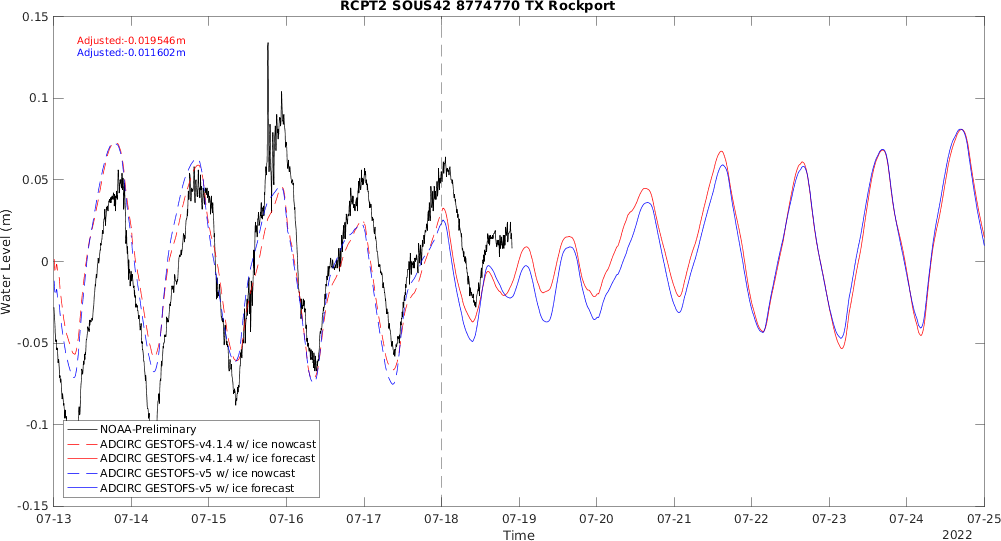 RCPT2 SOUS42 8774770 TX Rockport
Adjusted:-0.019546m
Adjusted:-0.011602m
0.15
0.1
0.05
0
-0.05
-0.1
-0.15
Water Level (m)
NOAA-Preliminary
ADCIRC GESTOFS-v4.1.4 w/ ice nowcast
ADCIRC GESTOFS-v4.1.4 w/ ice forecast
ADCIRC GESTOFS-v5 w/ ice nowcast
ADCIRC GESTOFS-v5 w/ ice forecast
07-13 07-14 07-15 07-16 07-17 07-18 07-19 07-20 07-21 07-22 07-23 07-24 07-25
Time
2022